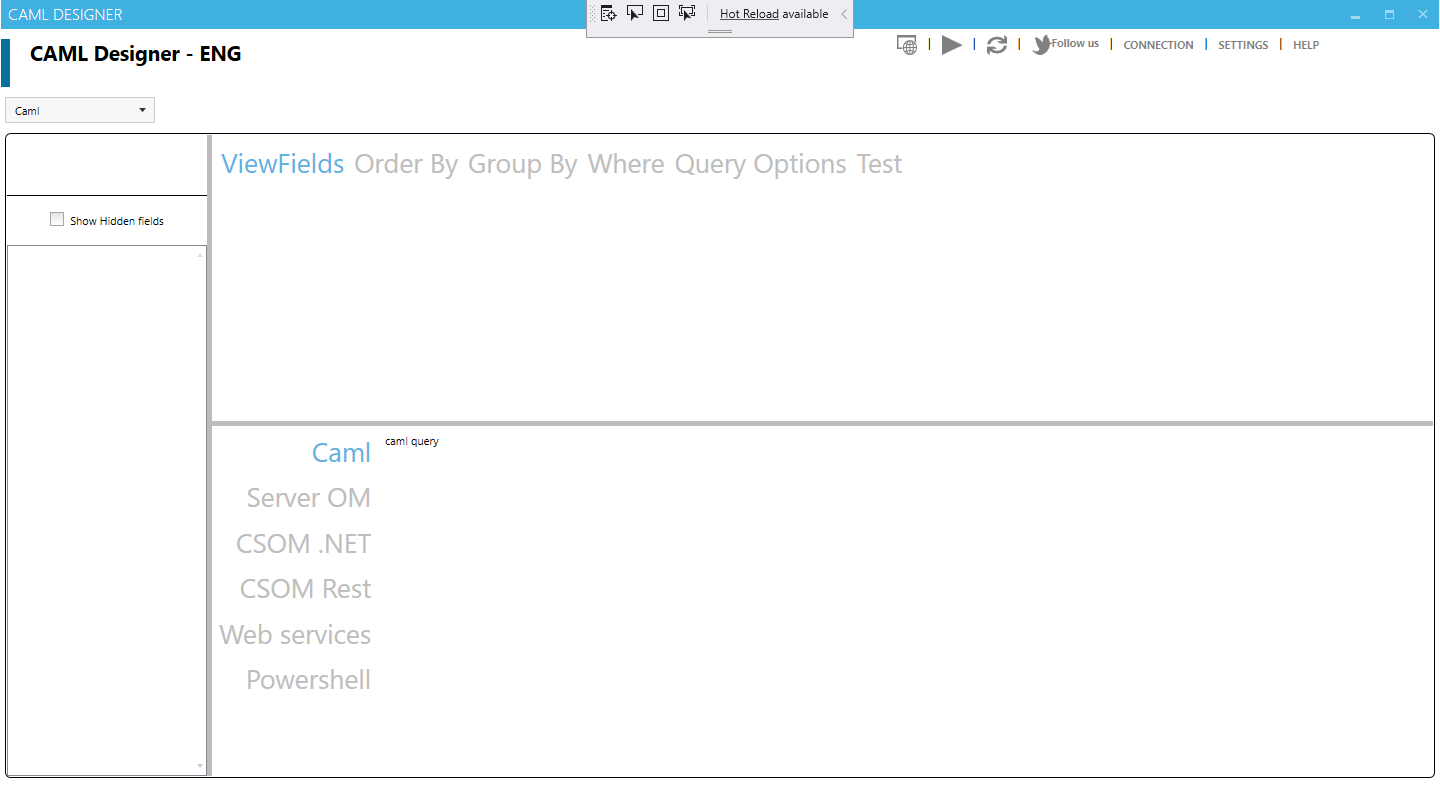 CAML DESIGNER
Hot Reload available
CAML Designer - ENG
Follow us
CONNECTION
SETTINGS
HELP
Caml
ViewFields Order By Group By Where Query Options Test
Show Hidden fields
Caml
caml query
Server OM
CSOM .NET
CSOM Rest
Web services
Powershell